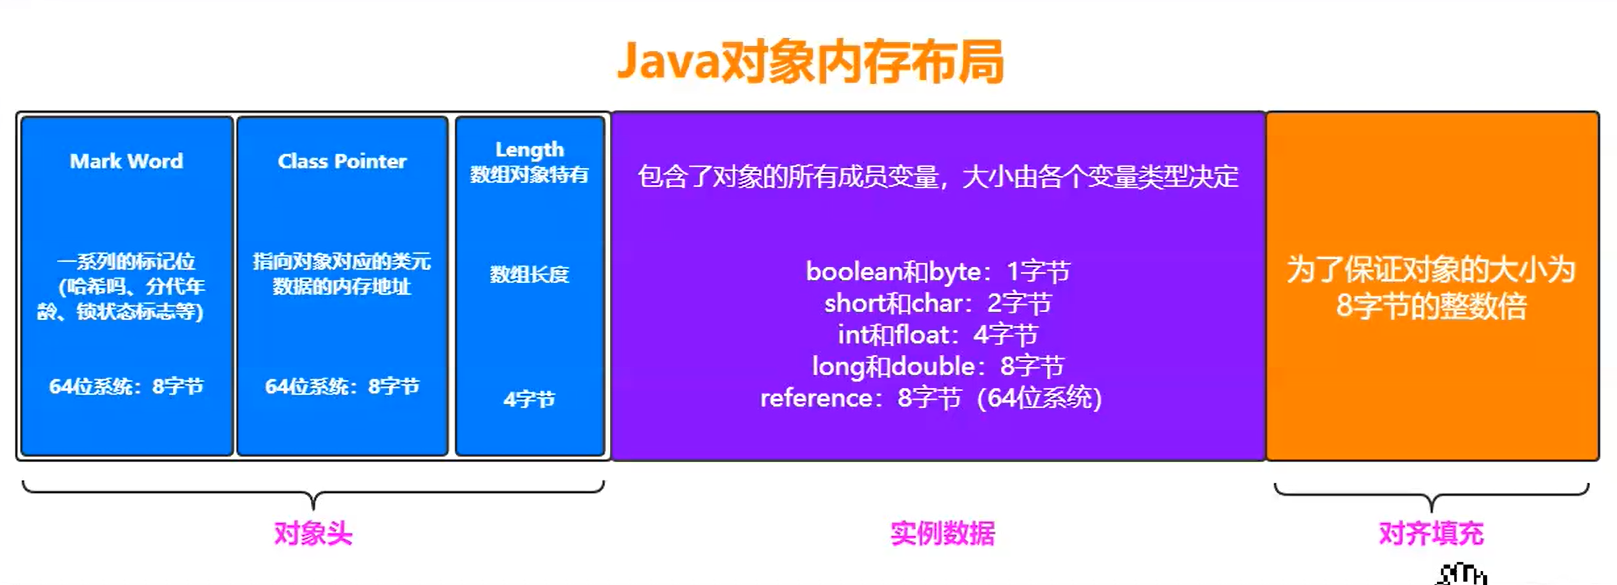 Java对象内存布局
Mark Word
一系列的标记位
(哈希吗、分代年
龄、锁状态标志等)
64位系统：8字节
Class Pointer
指向对象对应的类元
数据的内存地址
64位系统：8字节
Length
数组对象特有
数组长度
4字节
包含了对象的所有成员变量，大小由各个变量类型决定
boolean和byte：1字节
short和char：2字节
int和float：4字节
long和double：8字节
reference：8字节（64位系统）
为了保证对象的大小为
8字节的整数倍
对象头
实例数据
对齐填充